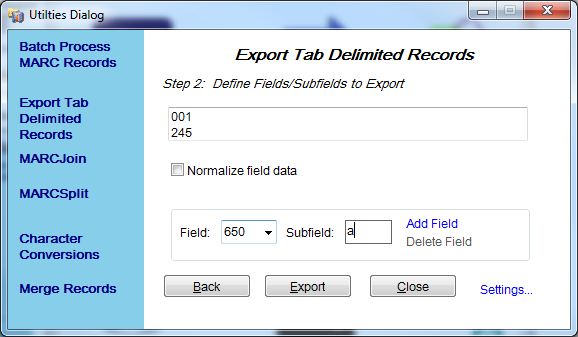 Utilties Dialog
Batch Process
MARC Records
Export Tab
Delimited
Records
MARCJoin
MARCSplit
Character
Conversions
Merge Records
Export Tab Delimited Records
Step 2: Define Fields/Subfields to Export
001
245
Normalize field data
Field: 650 Subfield: a Add Field
Delete Field
Back Export Close Settings...